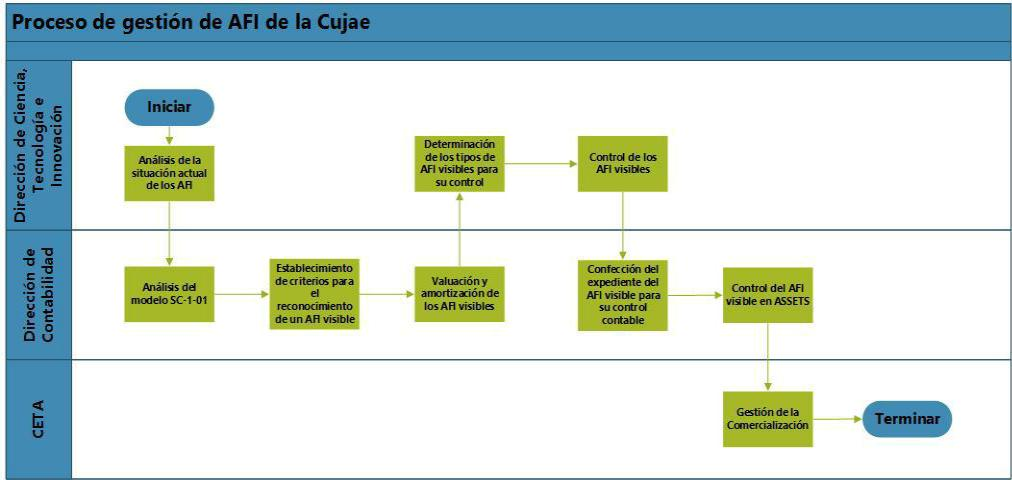 Proceso de gestión de AFI de la Cujae
Dirección de Ciencia,
Tecnología e
Innovación
Iniciar
Análisis de la
situación actual
de los AFI
Determinación
de los tipos de
AFI visibles para
su control
Control de los
AFI visibles
Dirección de
Contabilidad
Análisis del
modelo SC-1-01
Establecimiento
de criterios para
el
reconocimiento
de un AFI visible
Valuación y
amortización de
los AFI visibles
Confección del
expediente del
AFI visible para
su control
contable
Control del AFI
visible en ASSETS
CETA
Gestión de la
Comercialización
Terminar